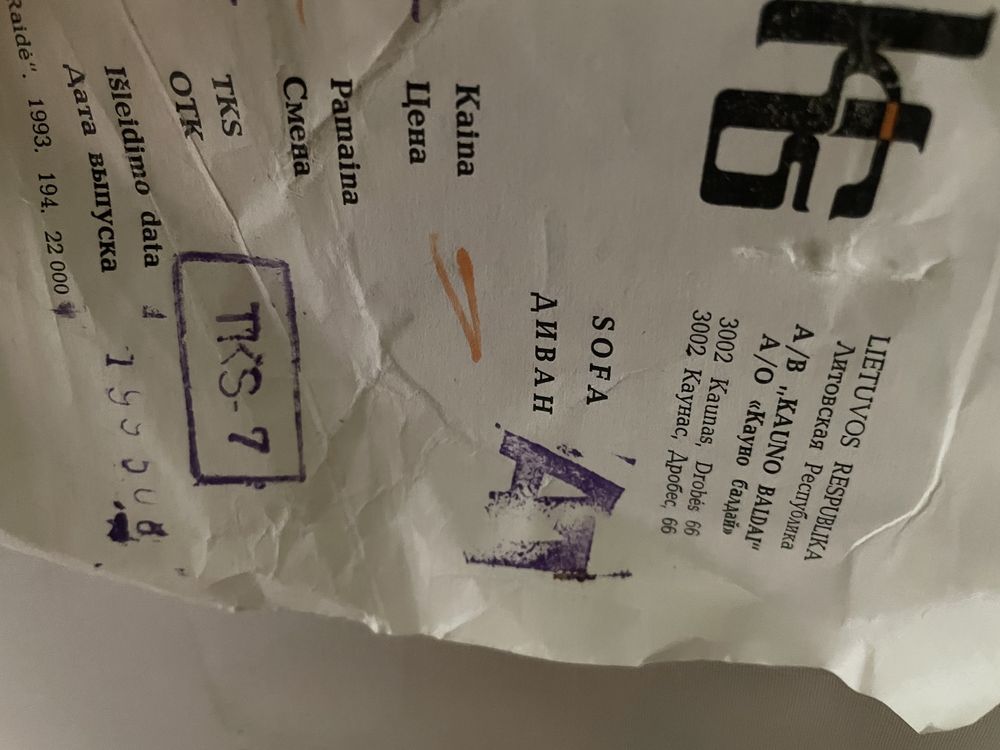 LIETUVOS RESPUBLIKA
Литовская Республика
A/B „KAUNO BALDAI"
А/О «Кауно балдай»
3002 Kaunas, Drobės 66
3002 Каунас, Дробес, 66
SOFA
ДИВАН
Kaina
Цена
Pamaina
Смена
TKS
ОТК
TKS-7
Išleidimo data
Дата выпуска
Raidė". 1993. 194. 22 000